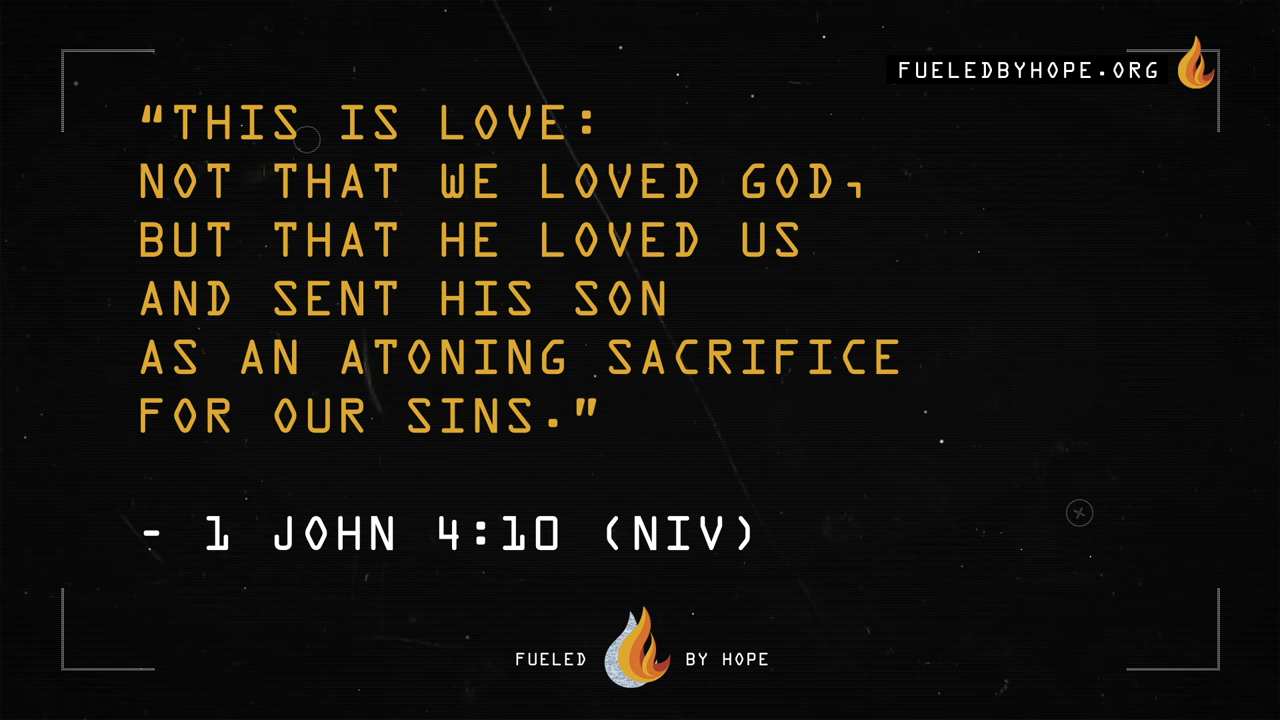 FUELEDBYHOPE.ORG
“THIS IS LOVE:
NOT THAT WE LOVED GOD,
BUT THAT HE LOVED US
AND SENT HIS SON
AS AN ATONING SACRIFICE
FOR OUR SINS.”
- 1 JOHN 4:10 (NIV)
FUELED BY HOPE